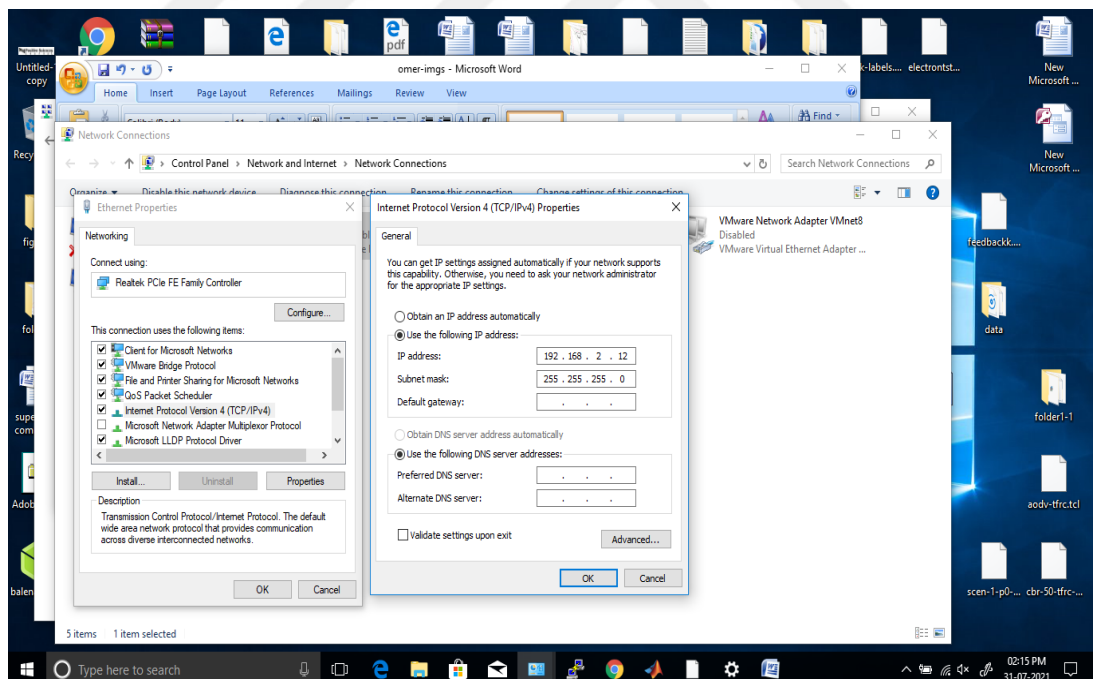 pdf
Untitled-
copy
k-labels....
electrontst...
New
Microsoft ...
omer-imgs - Microsoft Word
Home Insert Page Layout References Mailings Review View
Find
Recy
Network Connections
Control Panel > Network and Internet > Network Connections
Search Network Connections
New
Microsoft ...
Organize Disable this network device Diagnose this connection Rename this connection Change settings of this connection
Ethernet Properties
Networking
Connect using:
Realtek PCIe FE Family Controller
Configure...
This connection uses the following items:
Client for Microsoft Networks
VMware Bridge Protocol
File and Printer Sharing for Microsoft Networks
QoS Packet Scheduler
Internet Protocol Version 4 (TCP/IPv4)
Microsoft Network Adapter Multiplexor Protocol
Microsoft LLDP Protocol Driver
Install... Uninstall Properties
Description
Transmission Control Protocol/Internet Protocol. The default
wide area network protocol that provides communication
across diverse interconnected networks.
OK Cancel
Internet Protocol Version 4 (TCP/IPv4) Properties
General
You can get IP settings assigned automatically if your network supports
this capability. Otherwise, you need to ask your network administrator
for the appropriate IP settings.
Obtain an IP address automatically
Use the following IP address:
IP address: 192 . 168 . 2 . 12
Subnet mask: 255 . 255 . 255 . 0
Default gateway: . . .
Obtain DNS server address automatically
Use the following DNS server addresses:
Preferred DNS server: . . .
Alternate DNS server: . . .
Validate settings upon exit
Advanced...
OK Cancel
VMware Network Adapter VMnet8
Disabled
VMware Virtual Ethernet Adapter ...
feedbackk....
data
folder1-1
aodv-tfrc.tcl
scen-1-p0-...
cbr-50-tfrc-...
fig
fol
supe
com
Adob
balen
5 items 1 item selected
Type here to search
02:15 PM
31-07-2021